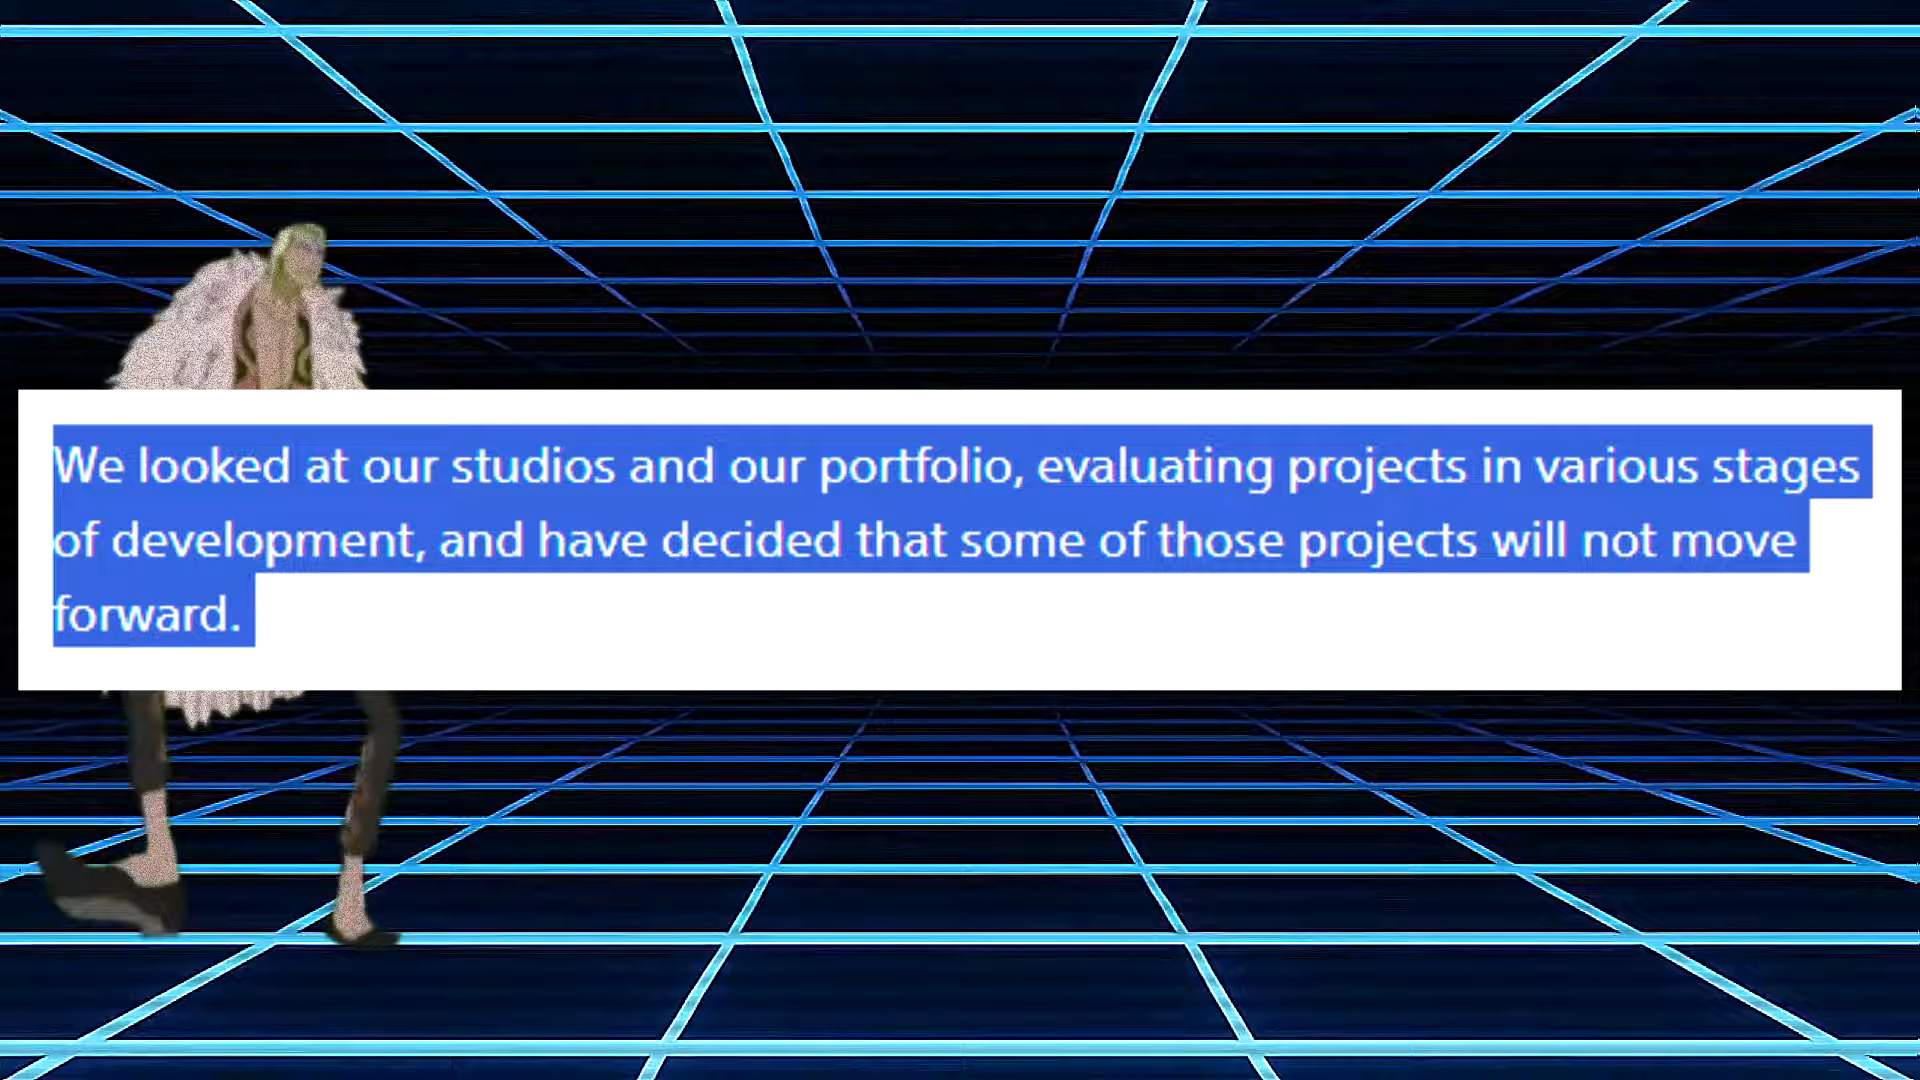 We looked at our studios and our portfolio, evaluating projects in various stages
of development, and have decided that some of those projects will not move
forward.